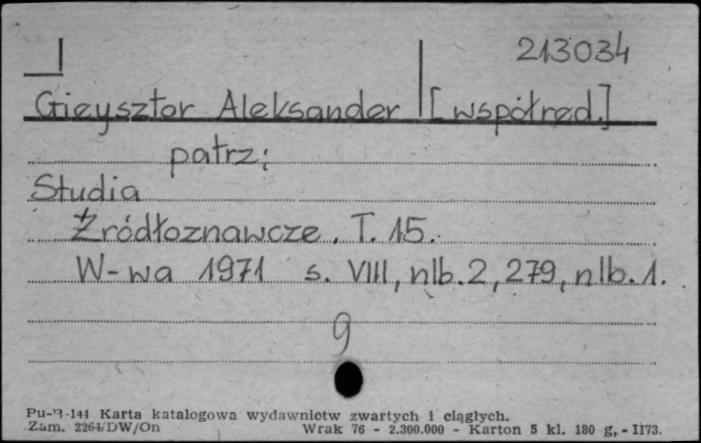 213034
Gieysztor Aleksander [współred.]
patrz:
Studia
Źródłoznawcze. T. 15.
W-wa 1971 s. VIII, nlb. 2, 279, nlb. 1.
9
Pu-B-144 Karta katalogowa wydawnictw zwartych i ciągłych.
Zam. 2264/DW/On Wrak 76 - 2.300.000 - Karton 5 kl. 180 g, - II73.